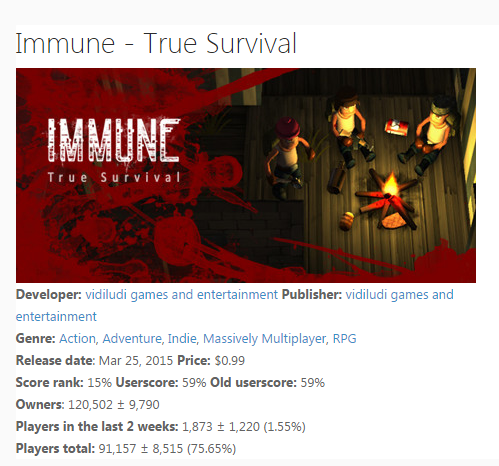 Immune - True Survival
IMMUNE
True Survival
Developer: vidiludi games and entertainment Publisher: vidiludi games and
entertainment
Genre: Action, Adventure, Indie, Massively Multiplayer, RPG
Release date: Mar 25, 2015 Price: $0.99
Score rank: 15% Userscore: 59% Old userscore: 59%
Owners: 120,502 ± 9,790
Players in the last 2 weeks: 1,873 ± 1,220 (1.55%)
Players total: 91,157 ± 8,515 (75.65%)